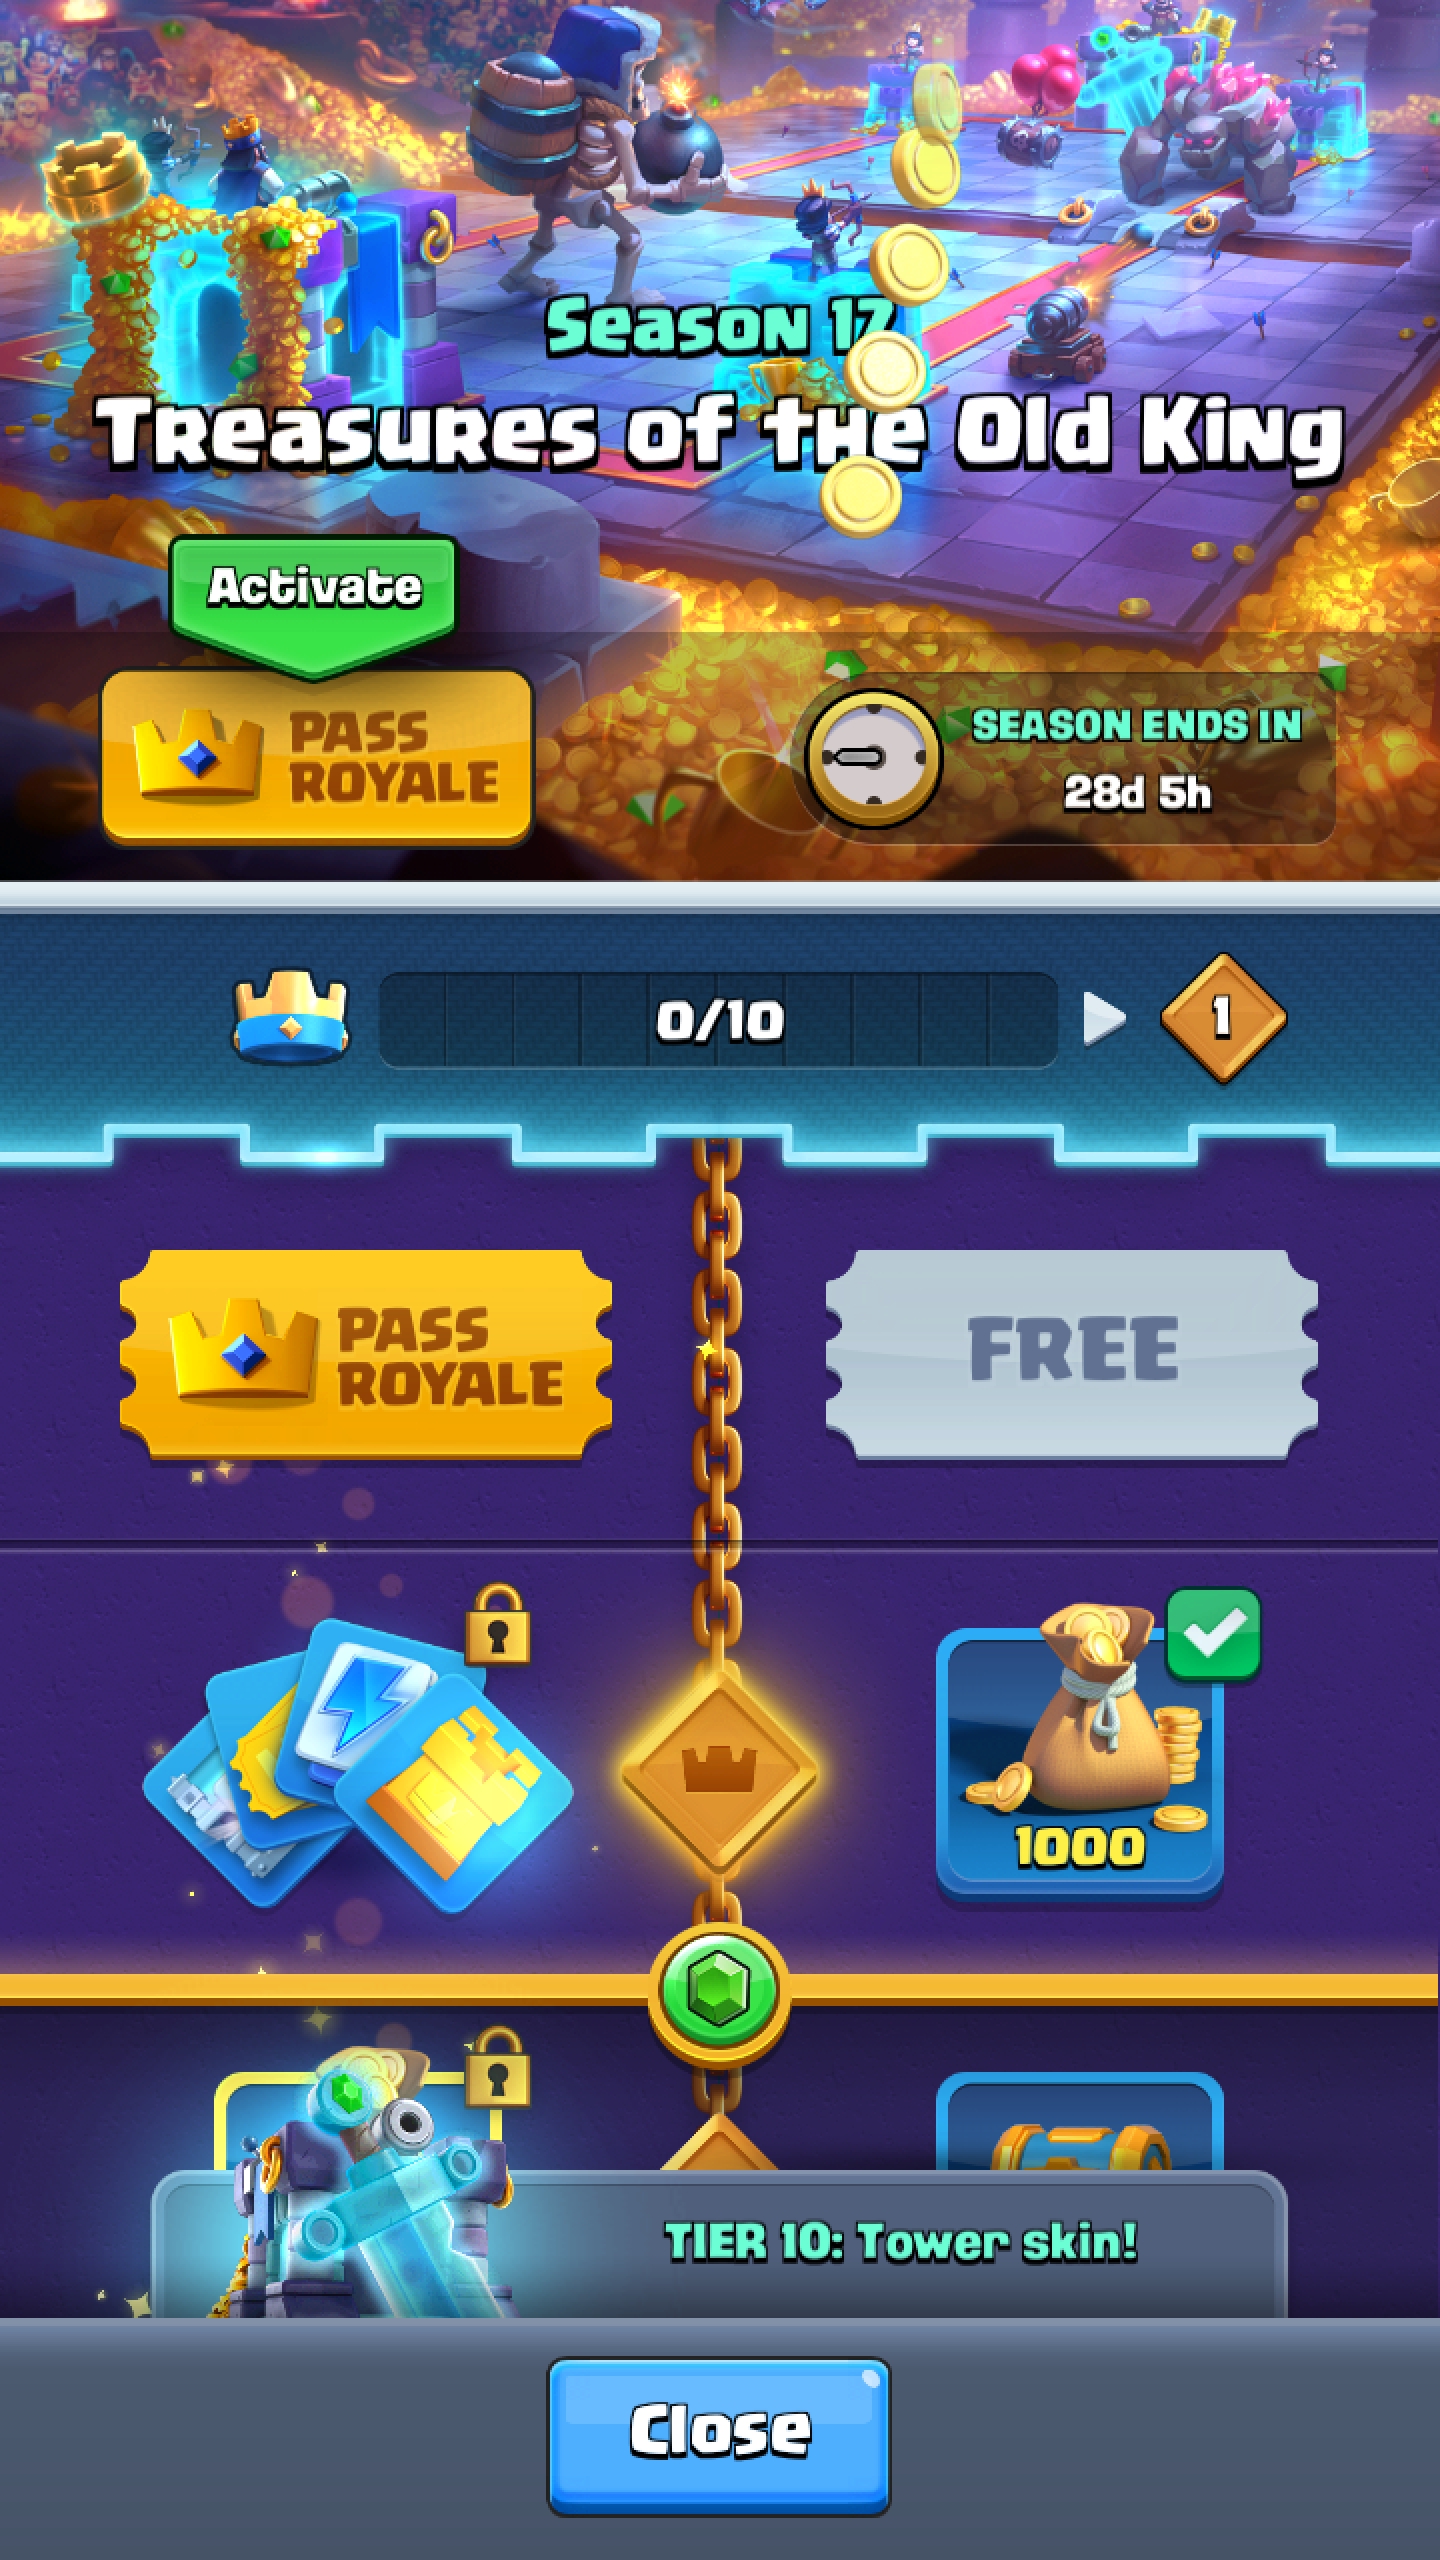 Season 17
Treasures of the Old King
Activate
PASS
ROYALE
SEASON ENDS IN
28d 5h
0/10
1
PASS
ROYALE
FREE
1000
TIER 10: Tower skin!
Close